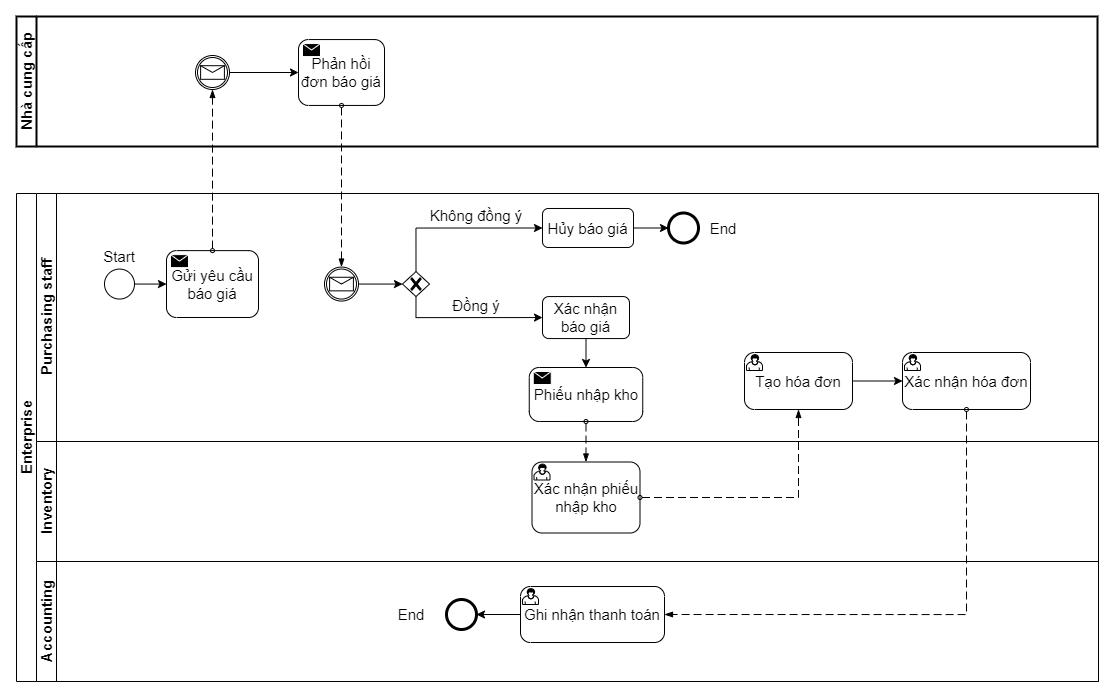 Nhà cung cấp
Phản hồi
đơn báo giá
Enterprise
Purchasing staff
Start
Gửi yêu cầu
báo giá
Không đồng ý
Hủy báo giá
End
Đồng ý
Xác nhận
báo giá
Phiếu nhập kho
Tạo hóa đơn
Xác nhận hóa đơn
Inventory
Xác nhận phiếu
nhập kho
Accounting
End
Ghi nhận thanh toán